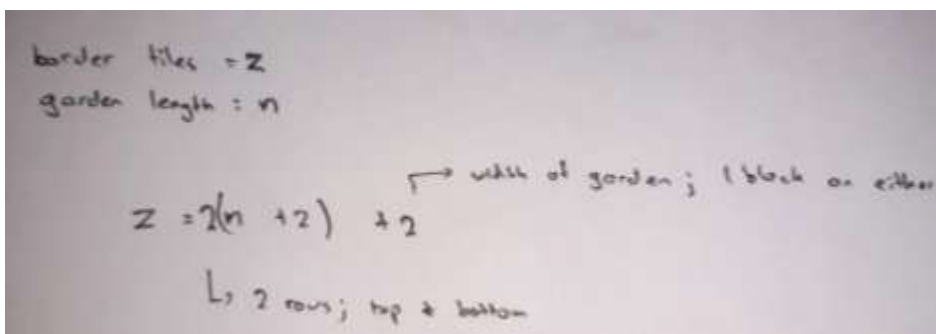 border tiles = z
garden length = n
→ width of garden; 1 block on either
z = 2(n + 2) + 2
↳ 2 rows; top & bottom